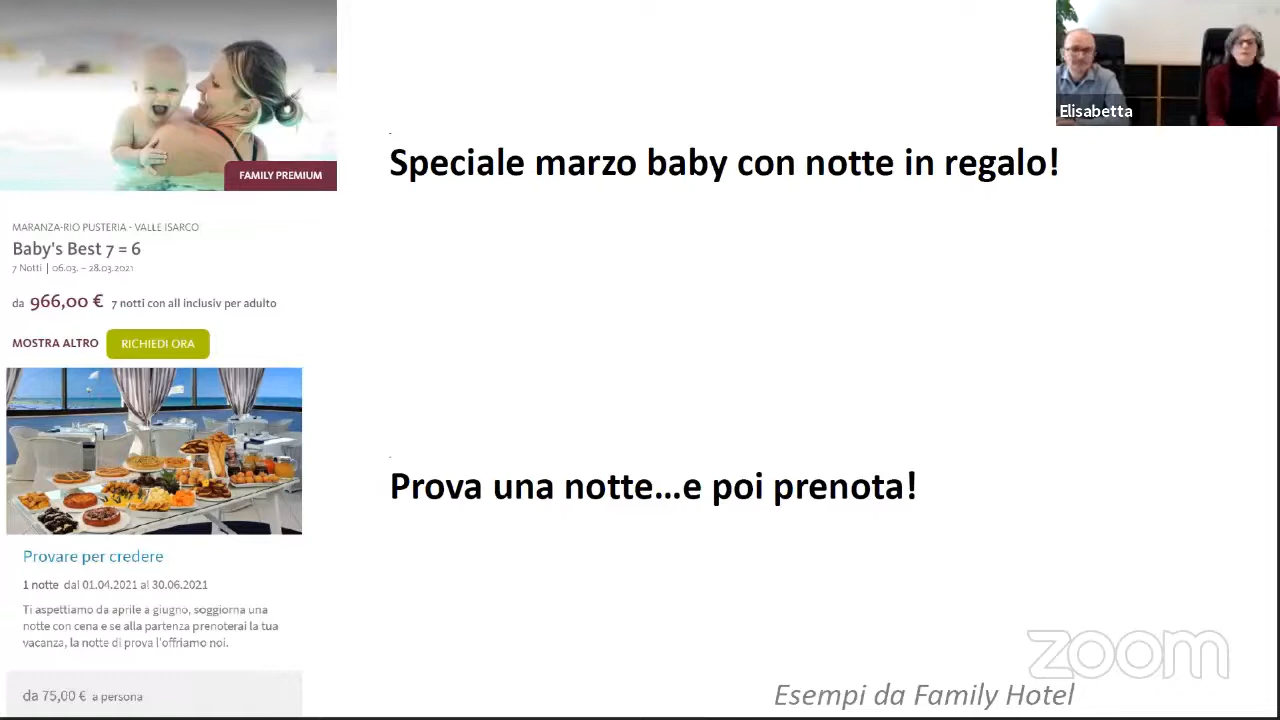 FAMILY PREMIUM
MARANZA-RIO PUSTERIA - VALLE ISARCO
Baby's Best 7 = 6
7 Notti | 06.03. – 28.03.2021
da 966,00 € 7 notti con all inclusiv per adulto
MOSTRA ALTRO RICHIEDI ORA
Provare per credere
1 notte dal 01.04.2021 al 30.06.2021
Ti aspettiamo da aprile a giugno, soggiorna una
notte con cena e se alla partenza prenoterai la tua
vacanza, la notte di prova l'offriamo noi.
da 75,00 € a persona
Speciale marzo baby con notte in regalo!
Prova una notte...e poi prenota!
Esempi da Family Hotel
Elisabetta
zoom